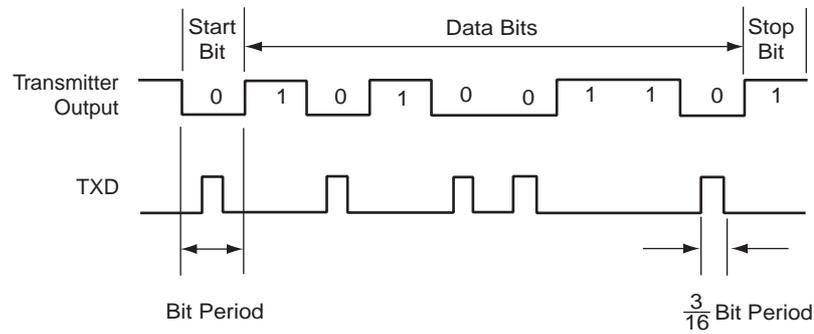 Start
Bit
Data Bits
Stop
Bit
Transmitter
Output
0 1 0 1 0 0 1 1 0 1
TXD
Bit Period
3
16 Bit Period